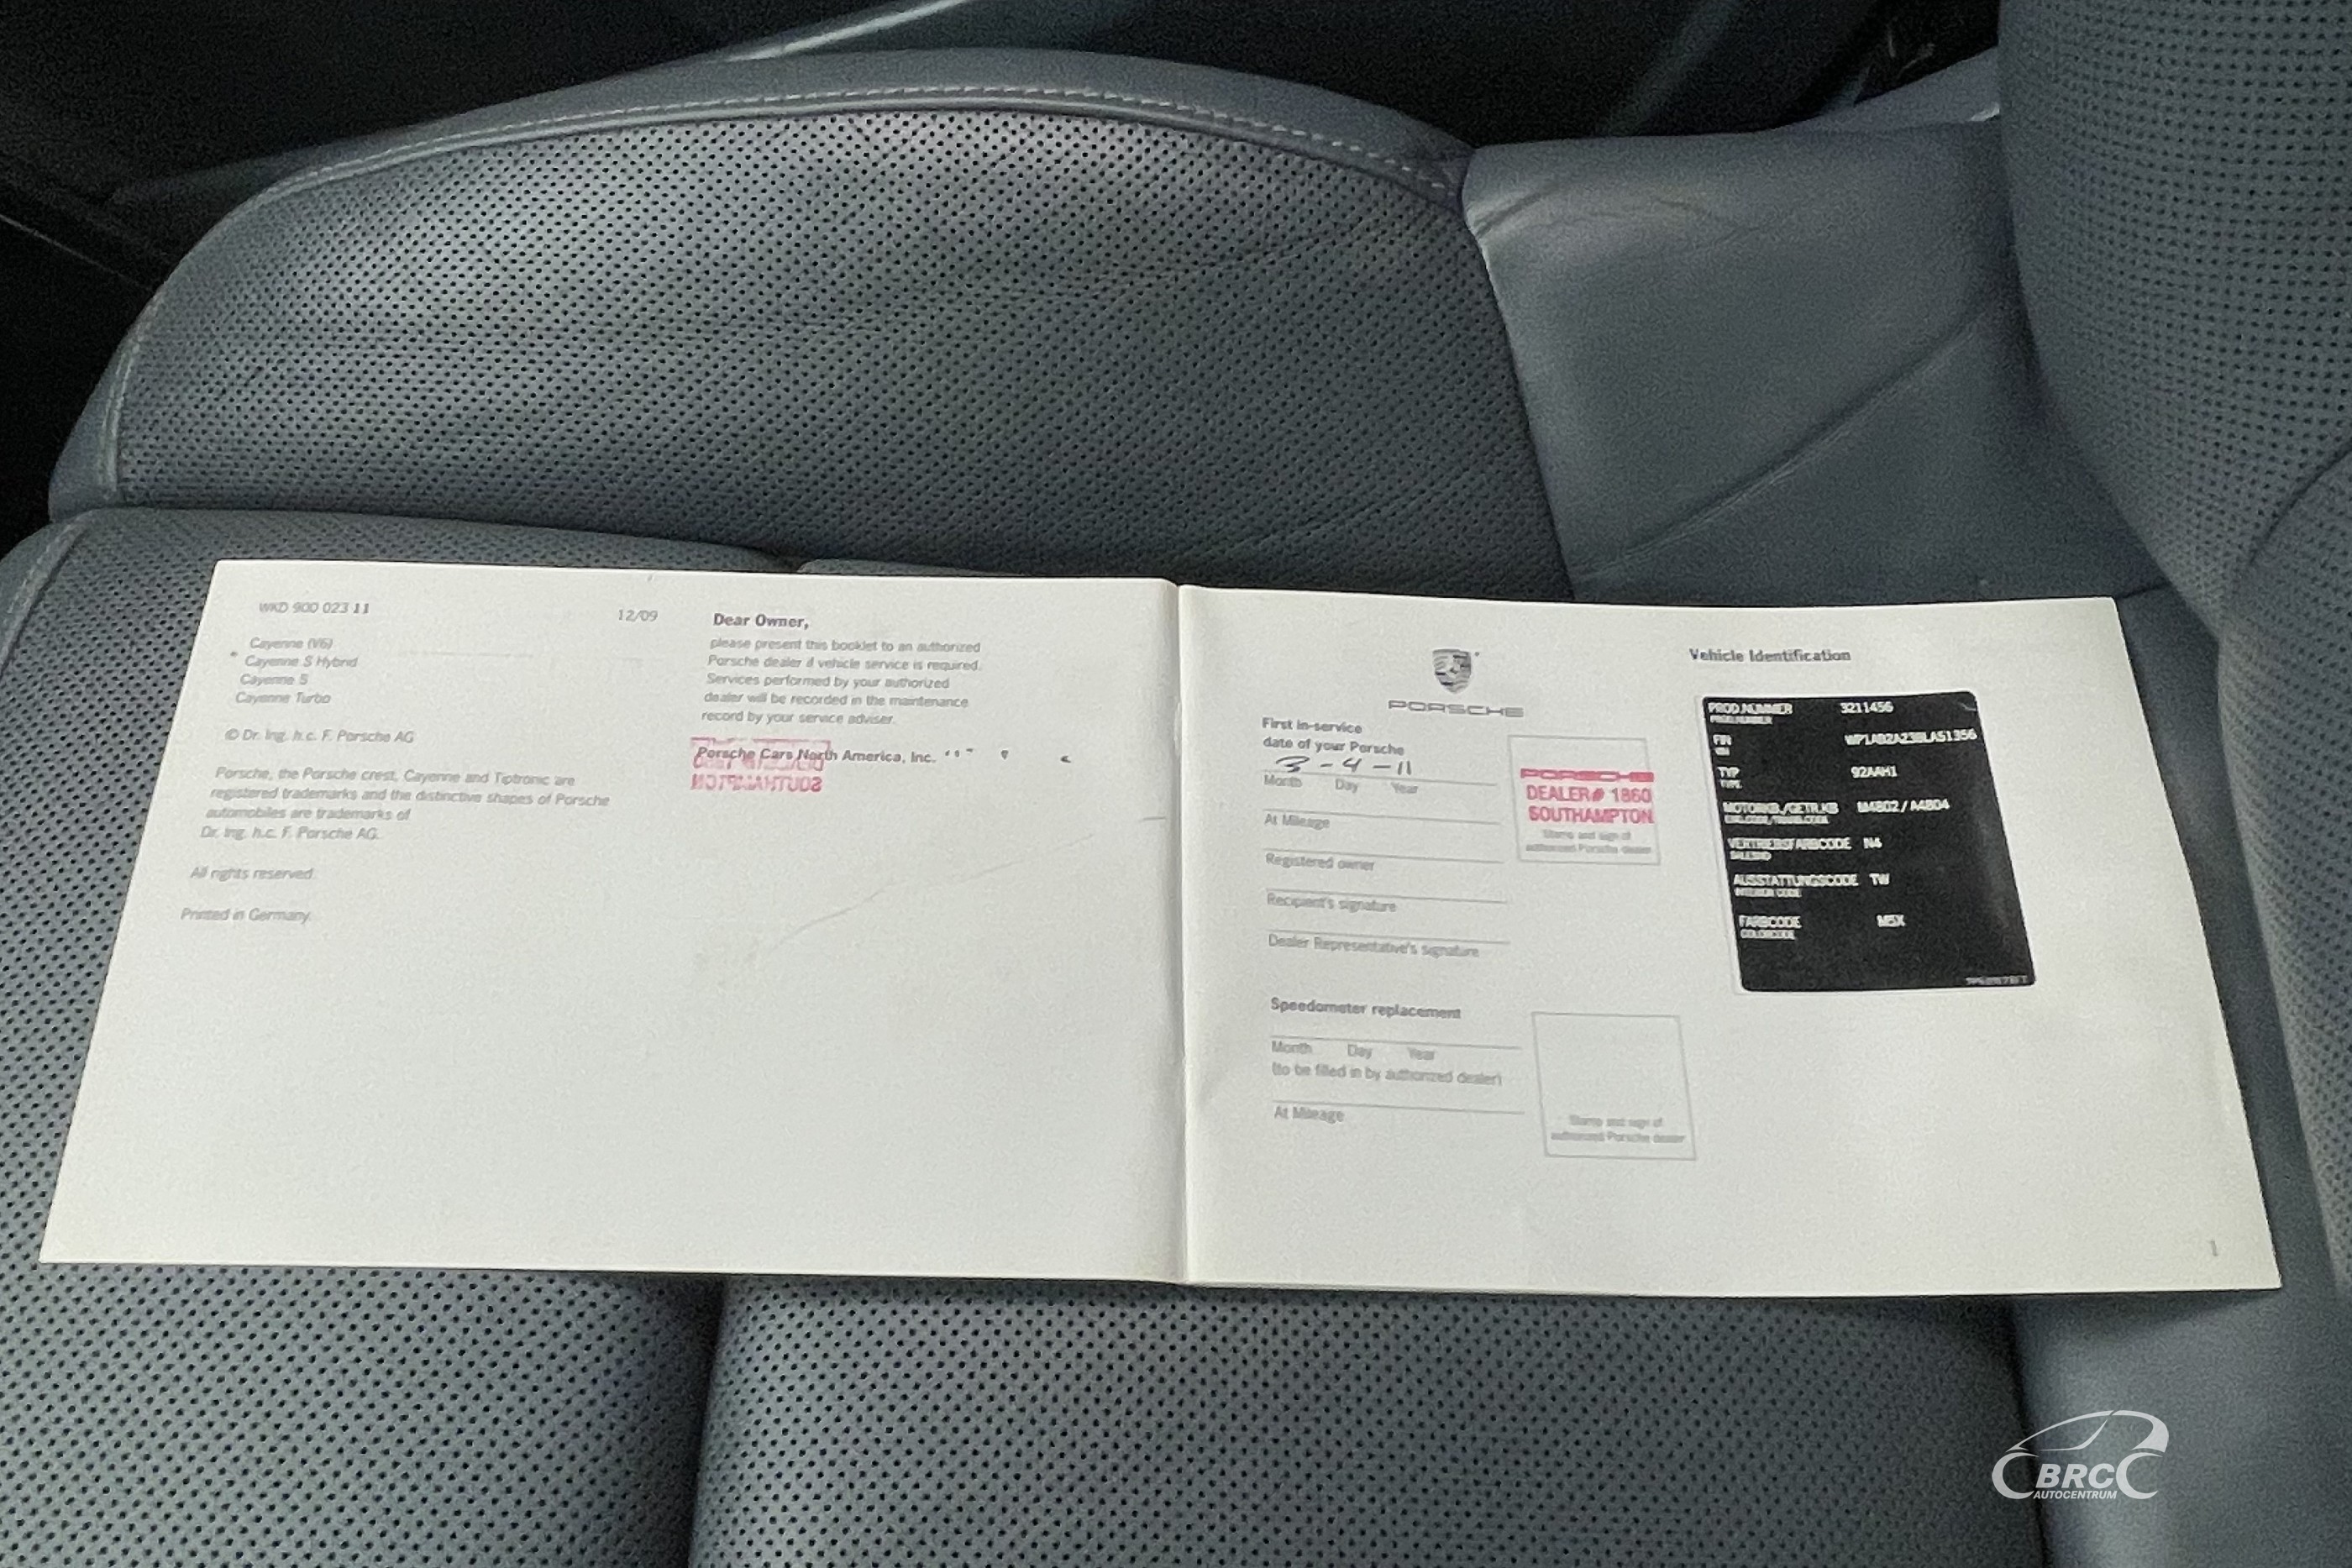 WKD 900 023 11
12/09
Cayenne (V6)
Cayenne S Hybrid
Cayenne S
Cayenne Turbo
© Dr. Ing. h.c. F. Porsche AG
Porsche, the Porsche crest, Cayenne and Tiptronic are
registered trademarks and the distinctive shapes of Porsche
automobiles are trademarks of
Dr. Ing. h.c. F. Porsche AG.
All rights reserved.
Printed in Germany.
Dear Owner,
please present this booklet to an authorized
Porsche dealer if vehicle service is required.
Services performed by your authorized
dealer will be recorded in the maintenance
record by your service adviser.
Porsche Cars North America, Inc.
PORSCHE
First in-service
date of your Porsche
3 - 4 - 11
Month Day Year
At Mileage
Registered owner
Recipient's signature
Dealer Representative's signature
PORSCHE
DEALER# 1860
SOUTHAMPTON
Stamp and sign of
authorized Porsche dealer
Speedometer replacement
Month Day Year
(to be filled in by authorized dealer)
At Mileage
Stamp and sign of
authorized Porsche dealer
Vehicle Identification
PROD.NUMMER 3211456
PROD.NUMBER
FIN WP1AB2A23BLA51356
VIN
TYP 92AAH1
TYPE
MOTORKB./GETR.KB M4802 / A4804
VERTRIEBSFARBCODE N4
AUSSTATTUNGSCODE TW
INTERIOR CODE
FARBCODE M5X
1
BRC
AUTOCENTRUM